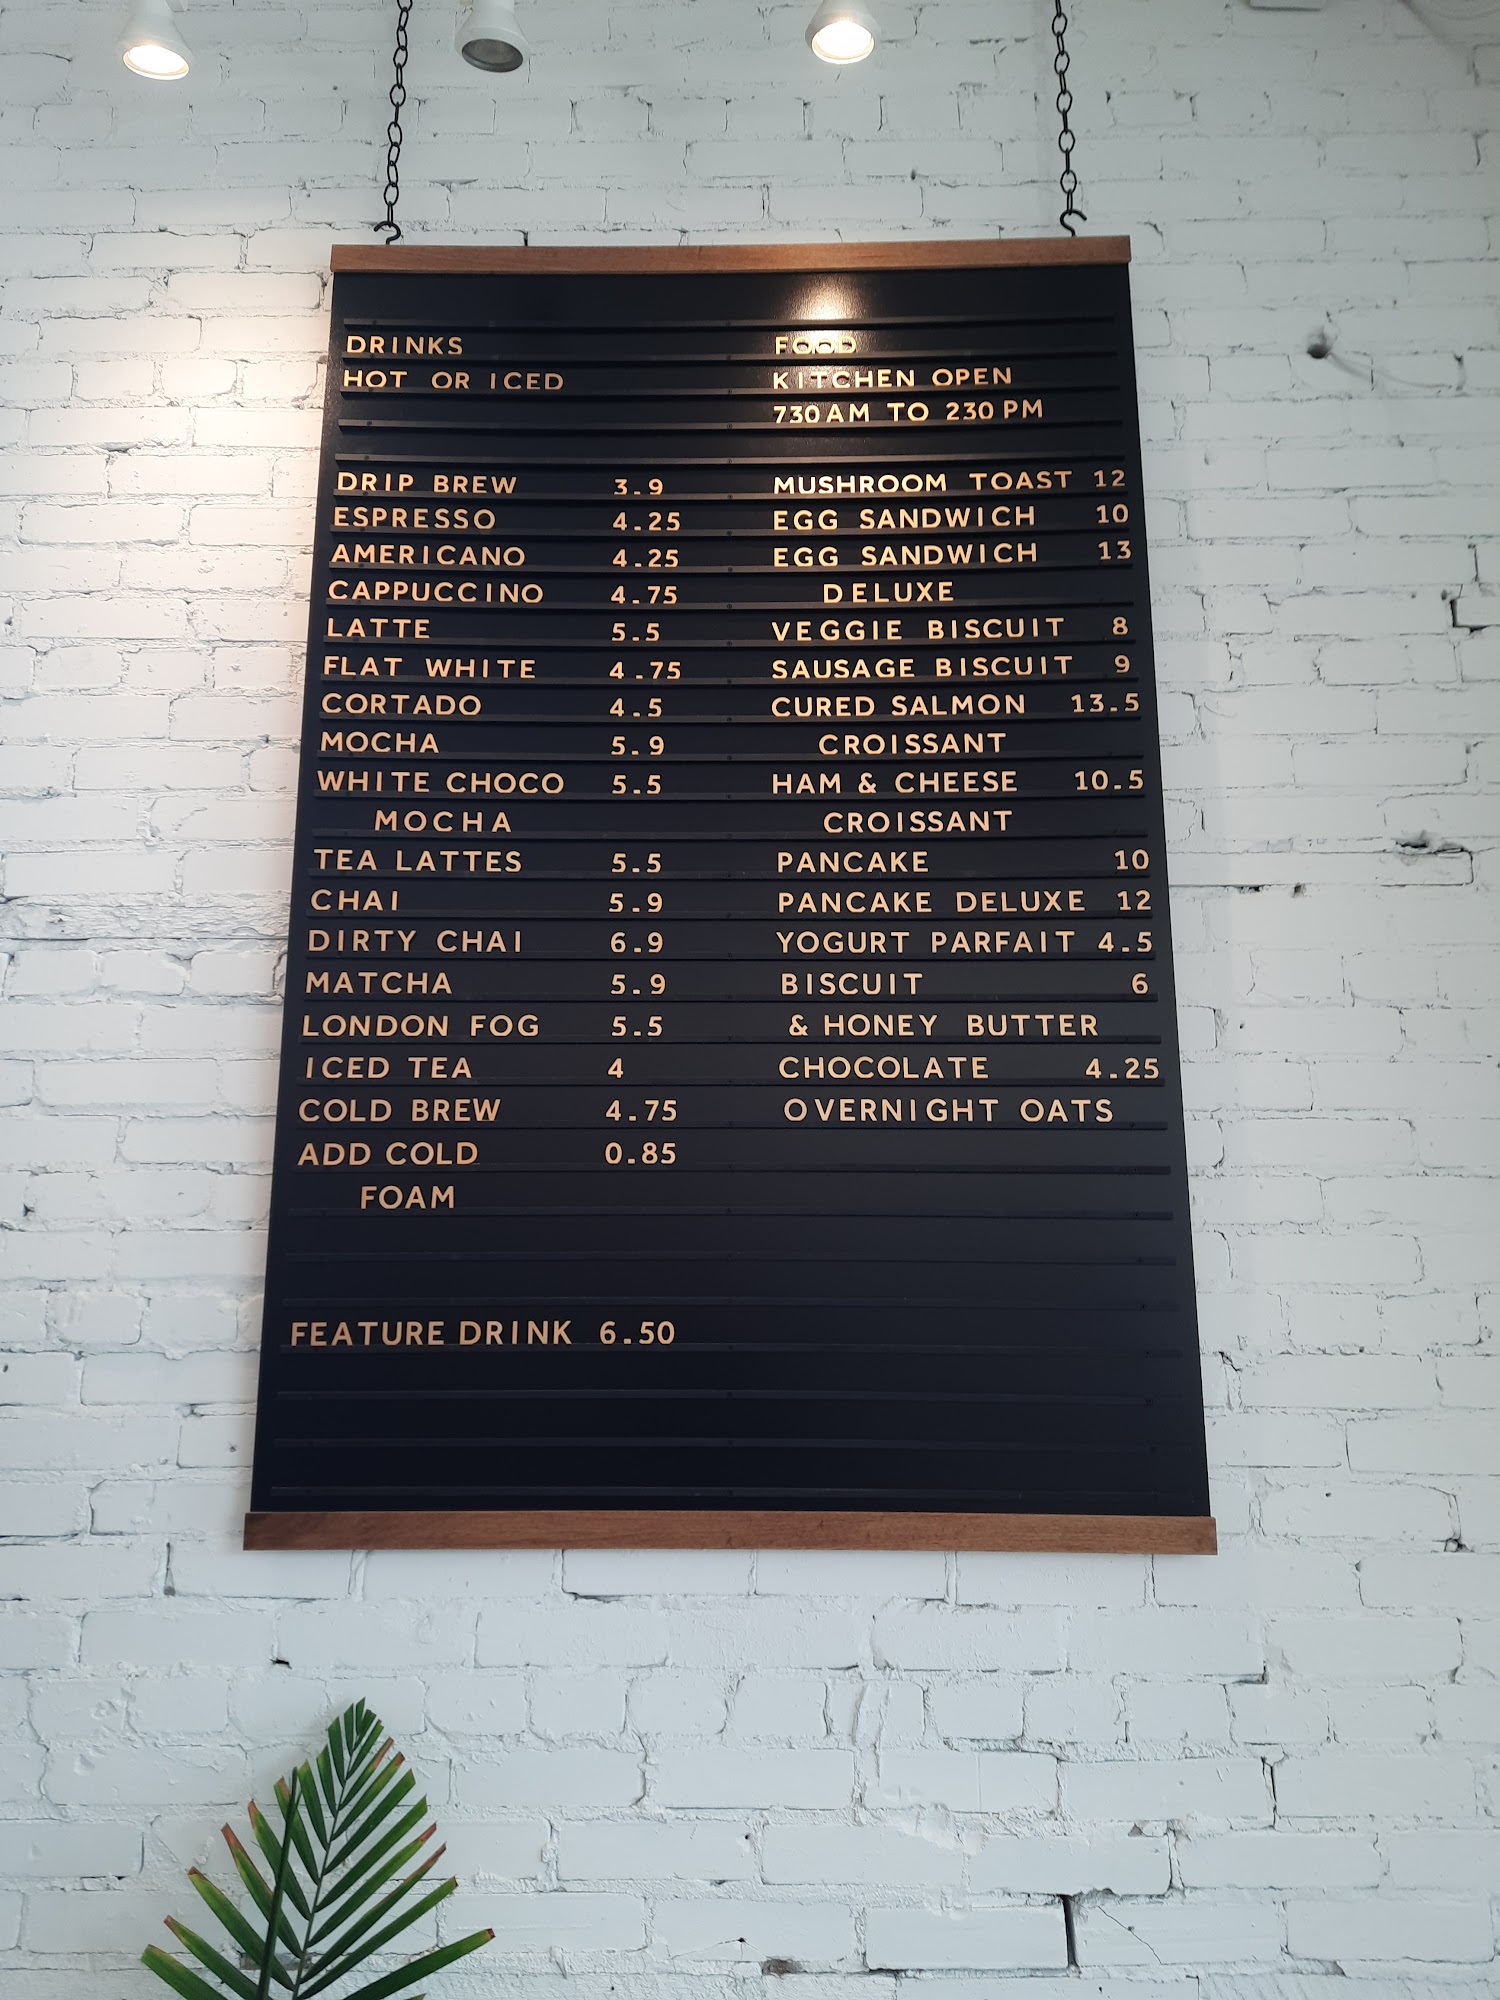 DRINKS
HOT OR ICED
DRIP BREW 3.9
ESPRESSO 4.25
AMERICANO 4.25
CAPPUCCINO 4.75
LATTE 5.5
FLAT WHITE 4.75
CORTADO 4.5
MOCHA 5.9
WHITE CHOCO 5.5
MOCHA
TEA LATTES 5.5
CHAI 5.9
DIRTY CHAI 6.9
MATCHA 5.9
LONDON FOG 5.5
ICED TEA 4
COLD BREW 4.75
ADD COLD 0.85
FOAM
FEATURE DRINK 6.50
FOOD
KITCHEN OPEN
730 AM TO 230 PM
MUSHROOM TOAST 12
EGG SANDWICH 10
EGG SANDWICH 13
DELUXE
VEGGIE BISCUIT 8
SAUSAGE BISCUIT 9
CURED SALMON 13.5
CROISSANT
HAM & CHEESE 10.5
CROISSANT
PANCAKE 10
PANCAKE DELUXE 12
YOGURT PARFAIT 4.5
BISCUIT 6
& HONEY BUTTER
CHOCOLATE 4.25
OVERNIGHT OATS